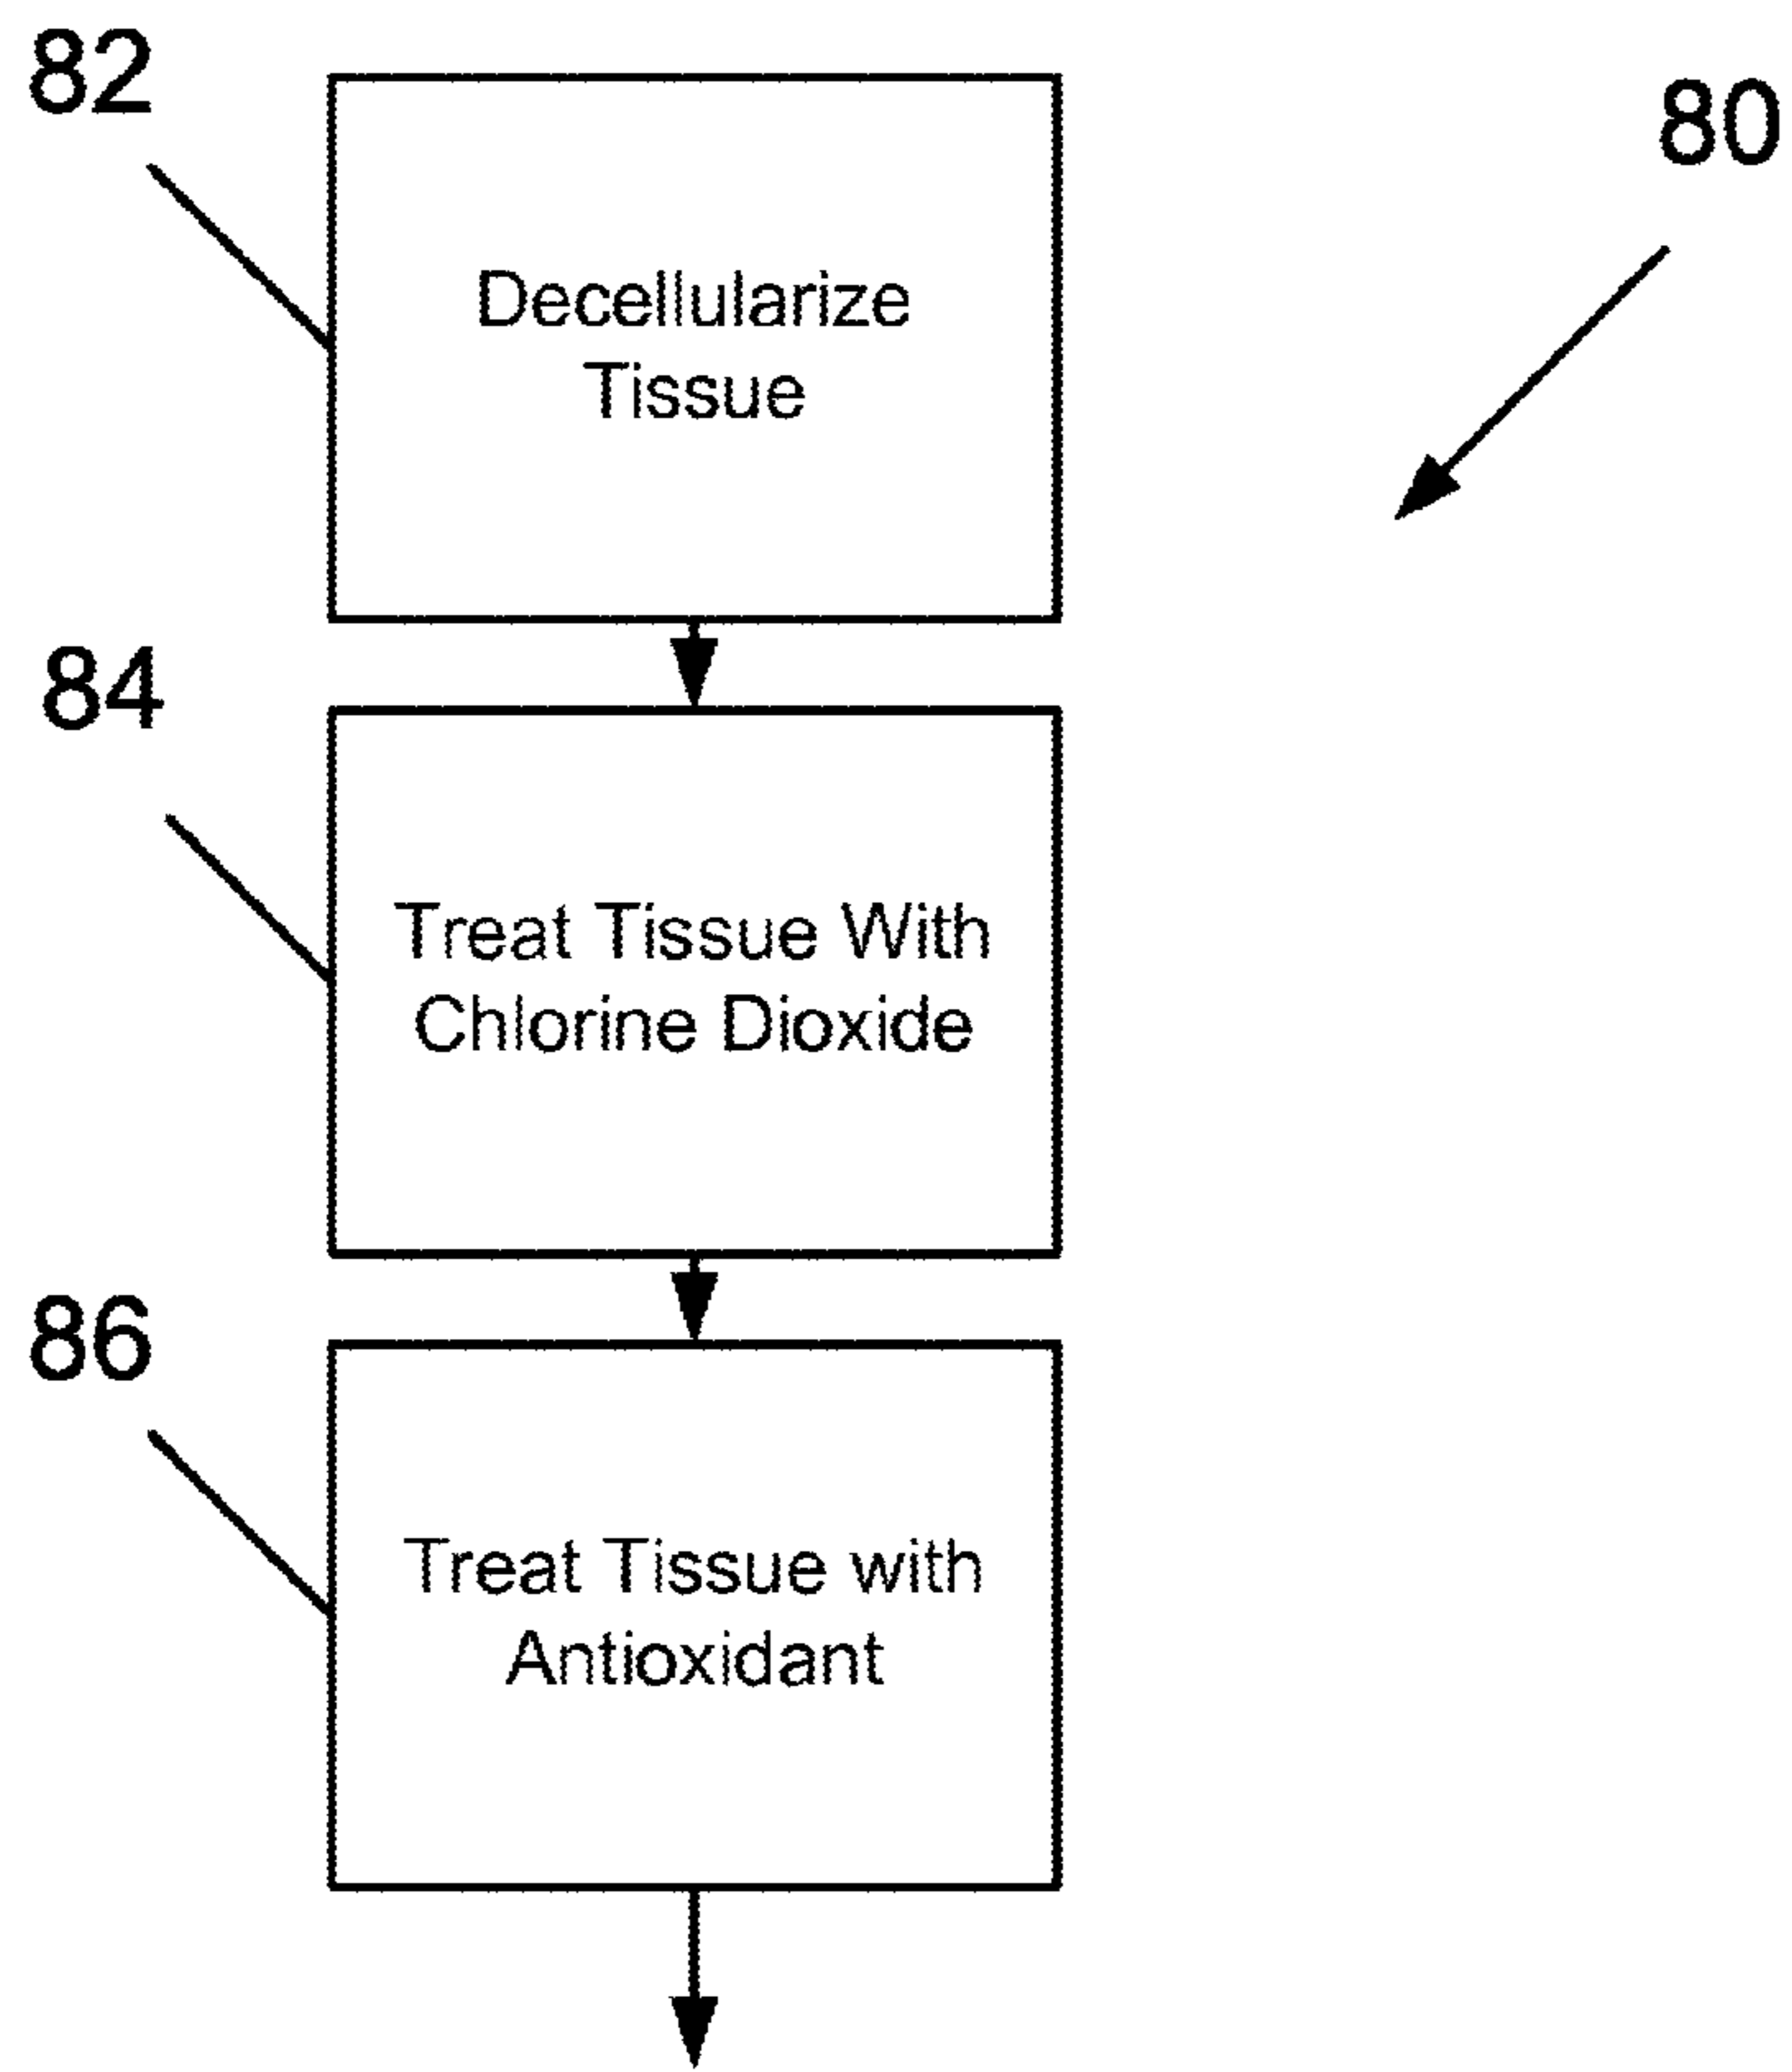 82
80
Decellularize
Tissue
84
Treat Tissue With
Chlorine Dioxide
86
Treat Tissue with
Antioxidant